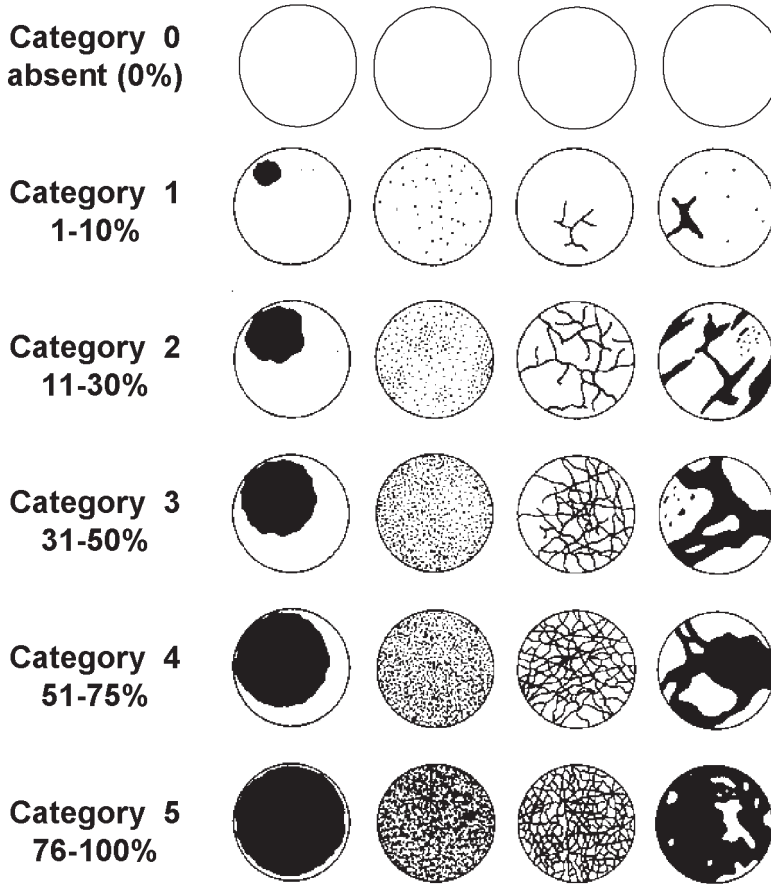 Category 0
absent (0%)
Category 1
1-10%
Category 2
11-30%
Category 3
31-50%
Category 4
51-75%
Category 5
76-100%